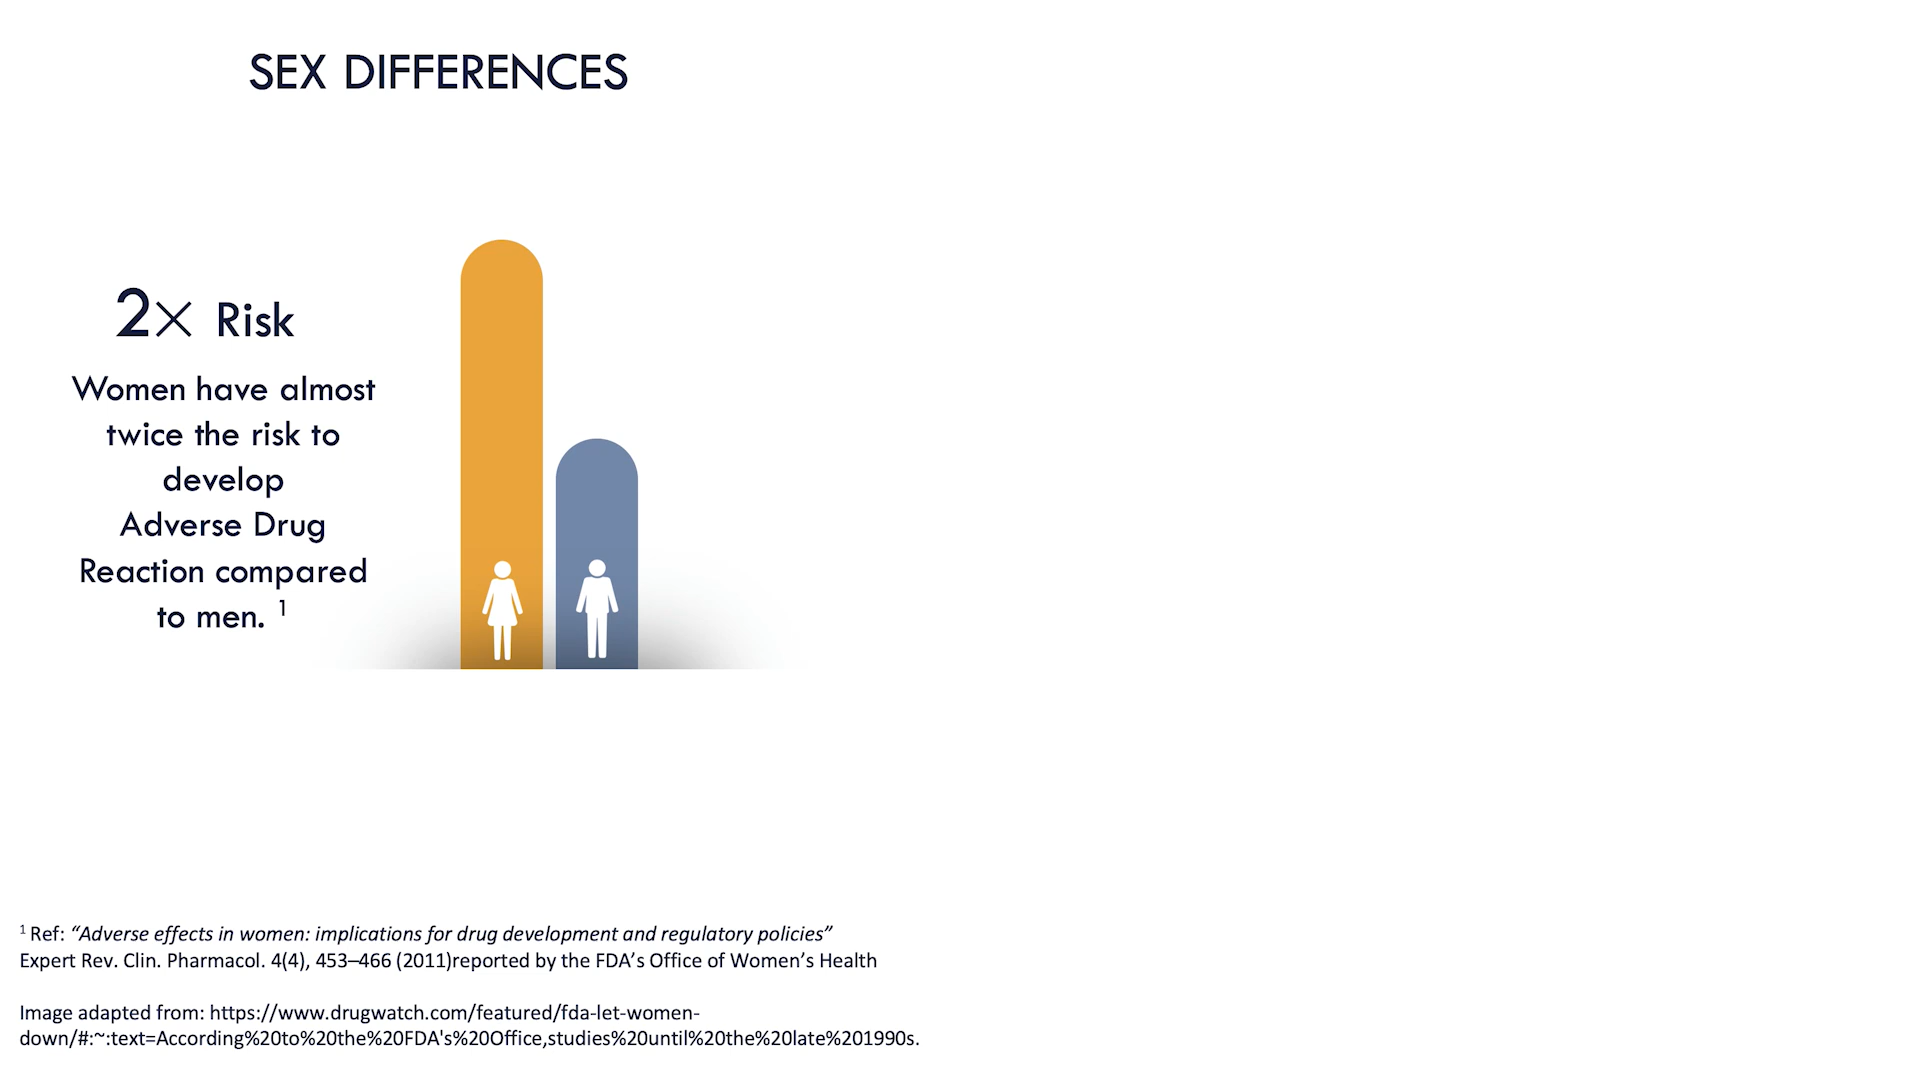 SEX DIFFERENCES
2× Risk
Women have almost
twice the risk to
develop
Adverse Drug
Reaction compared
to men. 1
1 Ref: “Adverse effects in women: implications for drug development and regulatory policies”
Expert Rev. Clin. Pharmacol. 4(4), 453–466 (2011)reported by the FDA’s Office of Women’s Health
Image adapted from: https://www.drugwatch.com/featured/fda-let-women-
down/#:~:text=According%20to%20the%20FDA's%20Office,studies%20until%20the%20late%201990s.